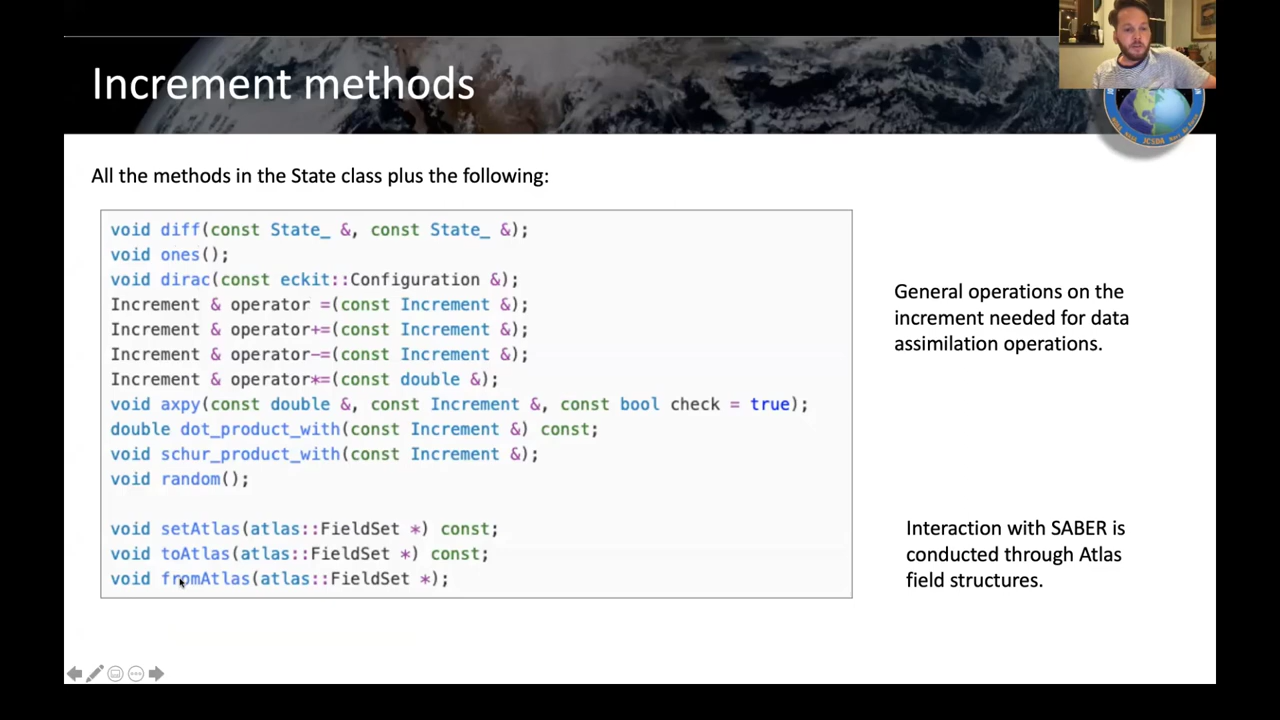 Increment methods
All the methods in the State class plus the following:
void diff(const State_ &, const State_ &);
void ones();
void dirac(const eckit::Configuration &);
Increment & operator =(const Increment &);
Increment & operator+=(const Increment &);
Increment & operator-=(const Increment &);
Increment & operator*=(const double &);
void axpy(const double &, const Increment &, const bool check = true);
double dot_product_with(const Increment &) const;
void schur_product_with(const Increment &);
void random();
void setAtlas(atlas::FieldSet *) const;
void toAtlas(atlas::FieldSet *) const;
void fromAtlas(atlas::FieldSet *);
General operations on the
increment needed for data
assimilation operations.
Interaction with SABER is
conducted through Atlas
field structures.
JCSDA